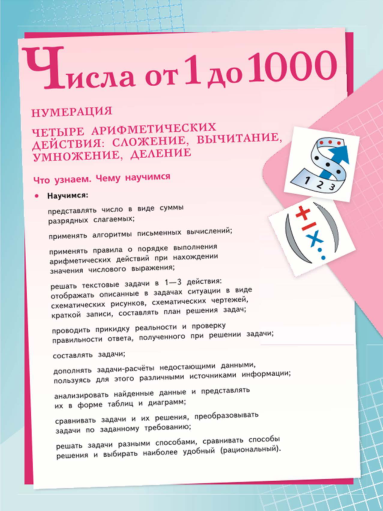 Числа от 1 до 1000
НУМЕРАЦИЯ
ЧЕТЫРЕ АРИФМЕТИЧЕСКИХ
ДЕЙСТВИЯ: СЛОЖЕНИЕ, ВЫЧИТАНИЕ,
УМНОЖЕНИЕ, ДЕЛЕНИЕ
Что узнаем. Чему научимся
• Научимся:
представлять число в виде суммы
разрядных слагаемых;
применять алгоритмы письменных вычислений;
применять правила о порядке выполнения
арифметических действий при нахождении
значения числового выражения;
решать текстовые задачи в 1—3 действия:
отображать описанные в задачах ситуации в виде
схематических рисунков, схематических чертежей,
краткой записи, составлять план решения задач;
проводить прикидку реальности и проверку
правильности ответа, полученного при решении задачи;
составлять задачи;
дополнять задачи-расчёты недостающими данными,
пользуясь для этого различными источниками информации;
анализировать найденные данные и представлять
их в форме таблиц и диаграмм;
сравнивать задачи и их решения, преобразовывать
задачи по заданному требованию;
решать задачи разными способами, сравнивать способы
решения и выбирать наиболее удобный (рациональный).
1 2 3
( + − × : )